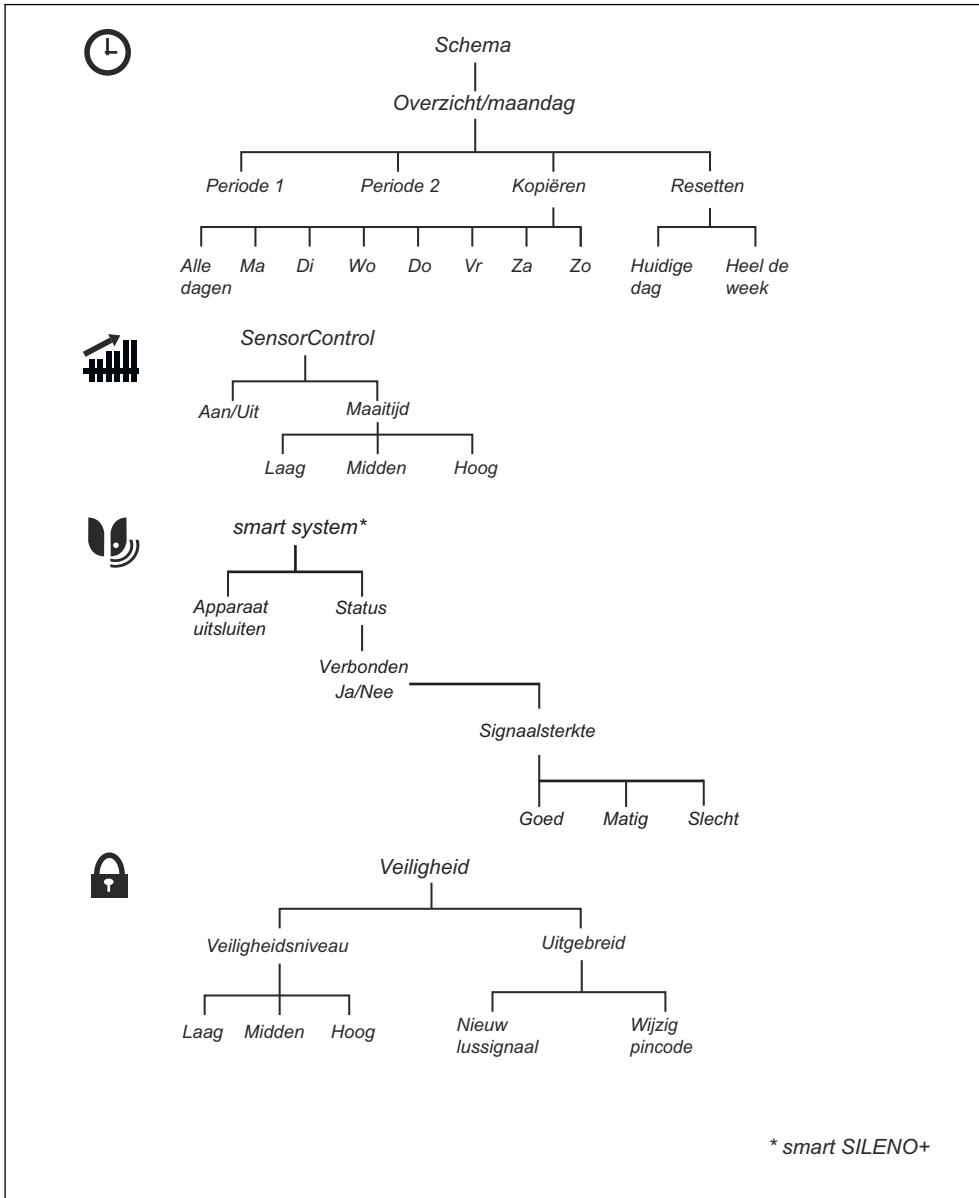 Schema
Overzicht/maandag
Periode 1
Periode 2
Kopiëren
Resetten
Alle
dagen
Ma
Di
Wo
Do
Vr
Za
Zo
Huidige
dag
Heel de
week
SensorControl
Aan/Uit
Maaitijd
Laag
Midden
Hoog
smart system*
Apparaat
uitsluiten
Status
Verbonden
Ja/Nee
Signaalsterkte
Goed
Matig
Slecht
Veiligheid
Veiligheidsniveau
Uitgebreid
Laag
Midden
Hoog
Nieuw
lussignaal
Wijzig
pincode
* smart SILENO+